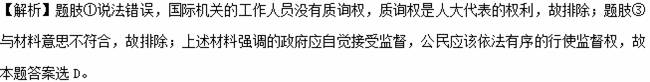 【解析】题肢①说法错误，国际机关的工作人员没有质询权，质询权是人大代表的权利，故排除；题肢③
与材料意思不符合，故排除；上述材料强调的政府应自觉接受监督，公民应该依法有序的行使监督权，故
本题答案选 D。